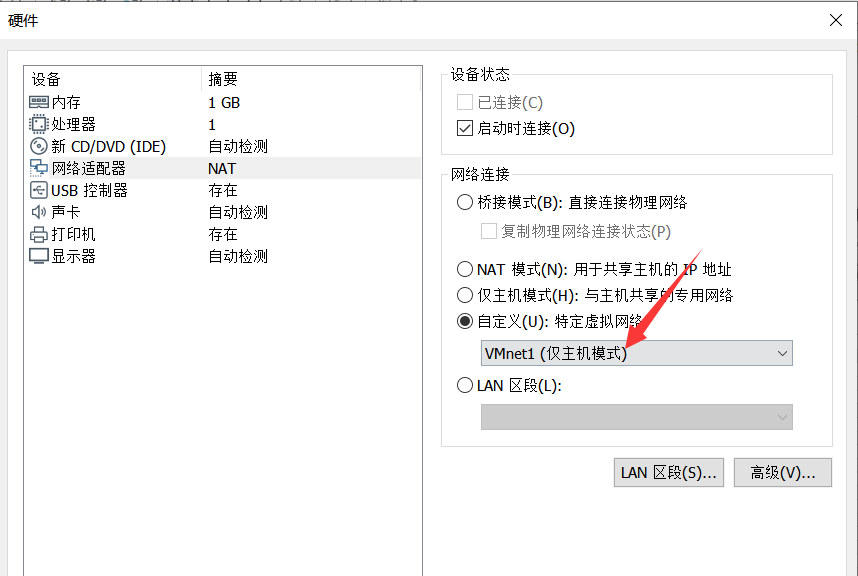 硬件
设备 摘要
内存 1 GB
处理器 1
新 CD/DVD (IDE) 自动检测
网络适配器 NAT
USB 控制器 存在
声卡 自动检测
打印机 存在
显示器 自动检测
设备状态
已连接(C)
启动时连接(O)
网络连接
桥接模式(B): 直接连接物理网络
复制物理网络连接状态(P)
NAT 模式(N): 用于共享主机的 IP 地址
仅主机模式(H): 与主机共享的专用网络
自定义(U): 特定虚拟网络
VMnet1 (仅主机模式)
LAN 区段(L):
LAN 区段(S)... 高级(V)...